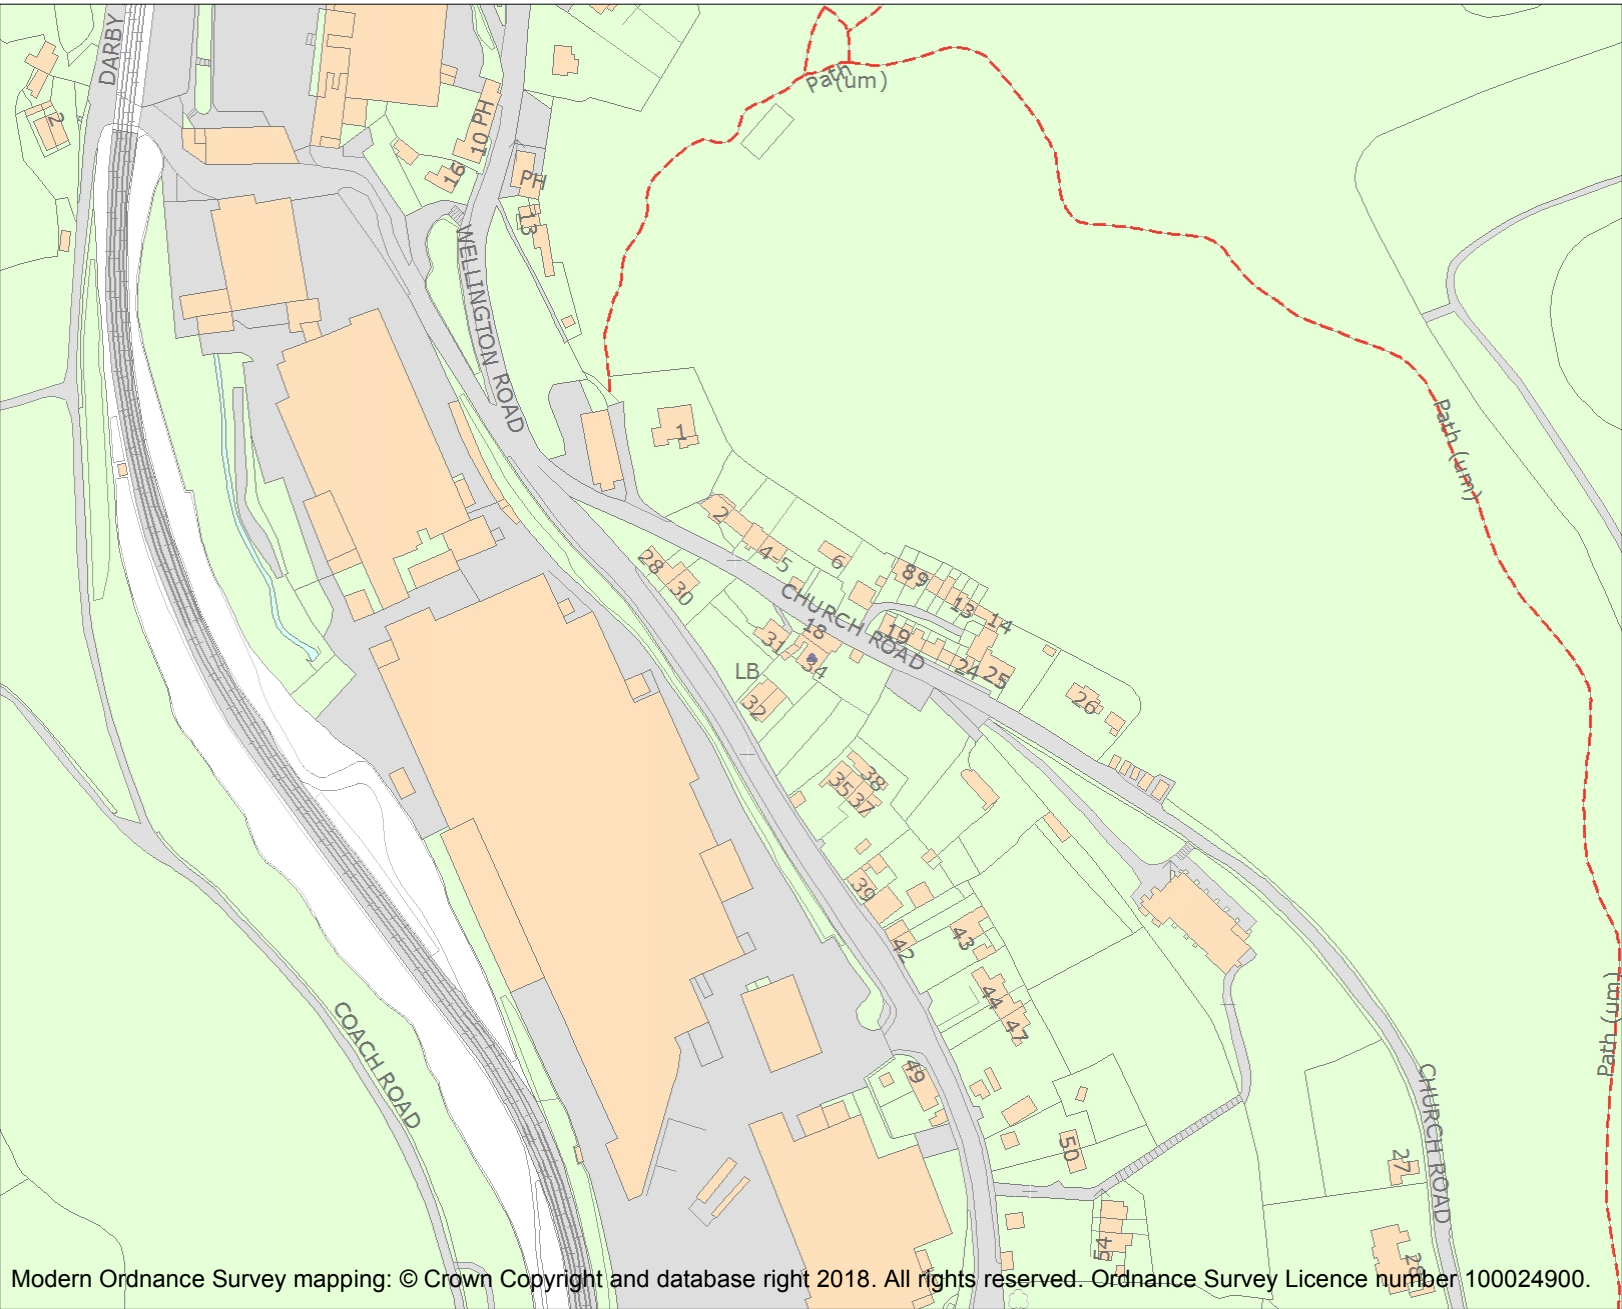 DARBY
Path
(um)
2
10 PH
16
PH
13
WELLINGTON ROAD
1
Path (um)
2
4-5
6
28
30
8
9
13
14
CHURCH ROAD
18
19
31
34
24
25
LB
32
26
35
37
38
39
42
43
44
47
COACH ROAD
49
50
Path (um)
CHURCH ROAD
27
54
28
Modern Ordnance Survey mapping: © Crown Copyright and database right 2018. All rights reserved. Ordnance Survey Licence number 100024900.